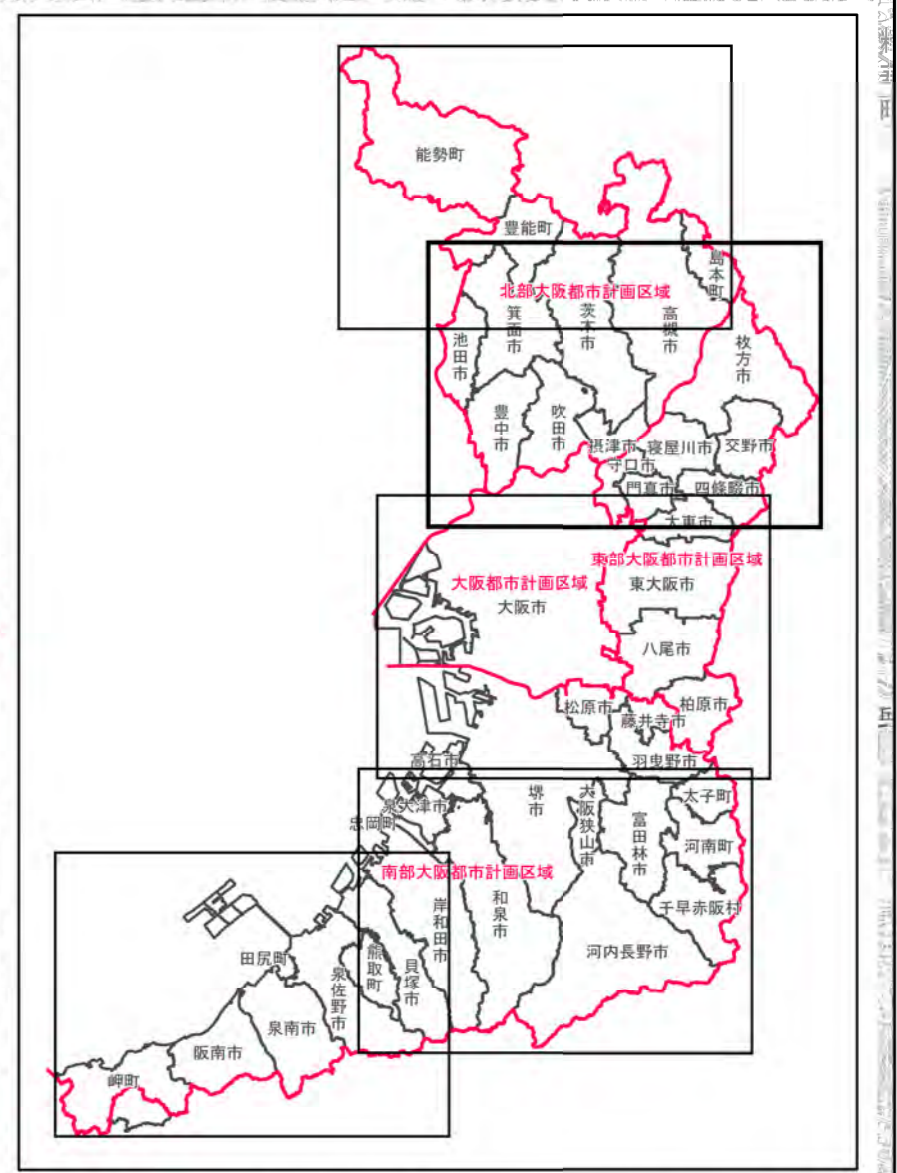 能勢町
豊能町
島本町
北部大阪都市計画区域
池田市
箕面市
茨木市
高槻市
枚方市
豊中市
吹田市
摂津市
寝屋川市
交野市
守口市
門真市
四條畷市
大東市
東部大阪都市計画区域
大阪都市計画区域
東大阪市
大阪市
八尾市
松原市
藤井寺市
柏原市
羽曳野市
高石市
泉大津市
忠岡町
堺市
大阪狭山市
富田林市
太子町
河南町
南部大阪都市計画区域
千早赤阪村
和泉市
岸和田市
河内長野市
貝塚市
熊取町
田尻町
泉佐野市
泉南市
阪南市
岬町